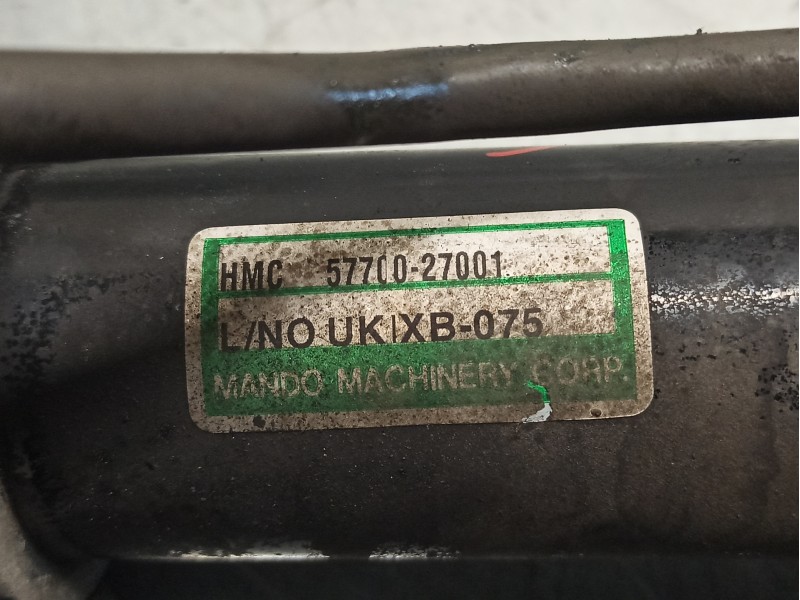 HMC 57700-27001
L/NO UKIXB-075
MANDO MACHINERY CORP.